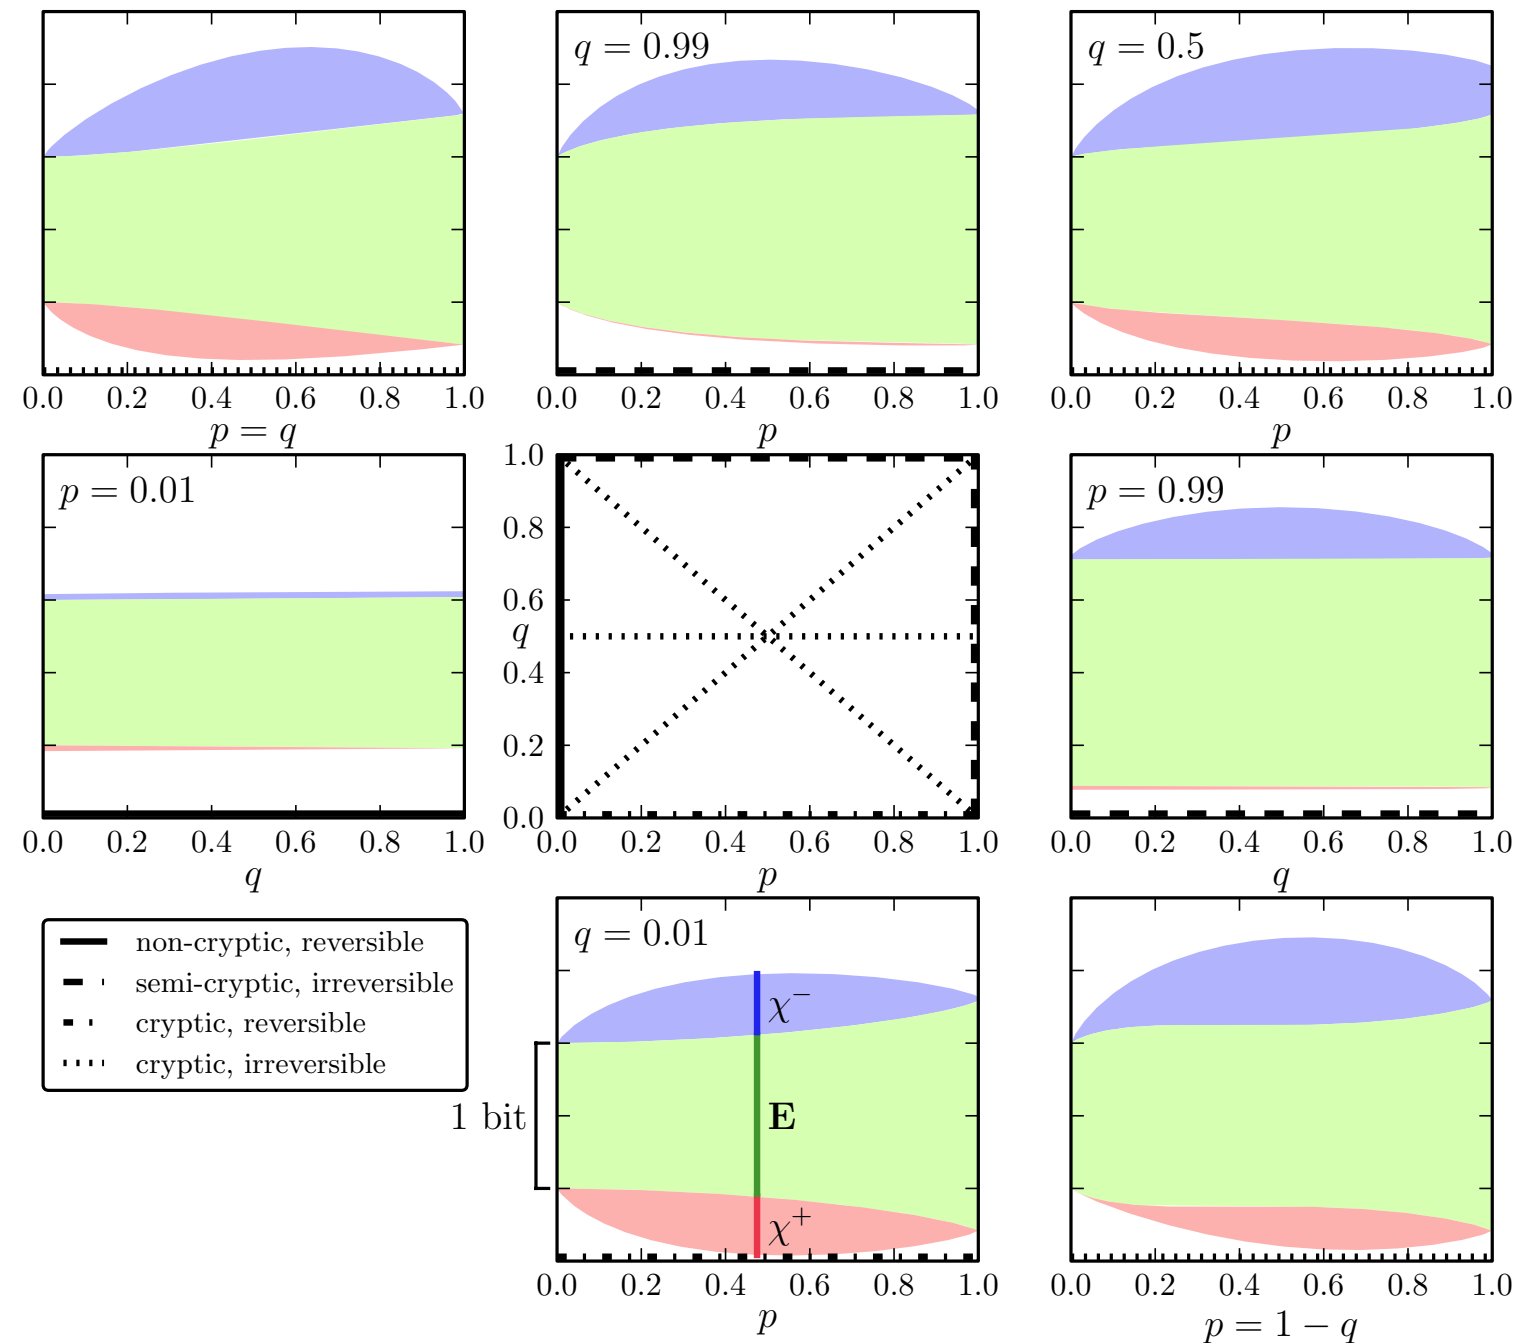 q = 0.99
q = 0.5
0.0 0.2 0.4 0.6 0.8 1.0
0.0 0.2 0.4 0.6 0.8 1.0
0.0 0.2 0.4 0.6 0.8 1.0
p = q
p
p
p = 0.01
1.0
0.8
0.6
q
0.4
0.2
0.0
p = 0.99
0.0 0.2 0.4 0.6 0.8 1.0
0.0 0.2 0.4 0.6 0.8 1.0
0.0 0.2 0.4 0.6 0.8 1.0
q
p
q
non-cryptic, reversible
semi-cryptic, irreversible
cryptic, reversible
cryptic, irreversible
q = 0.01
χ⁻
1 bit
E
χ⁺
0.0 0.2 0.4 0.6 0.8 1.0
0.0 0.2 0.4 0.6 0.8 1.0
p
p = 1 − q